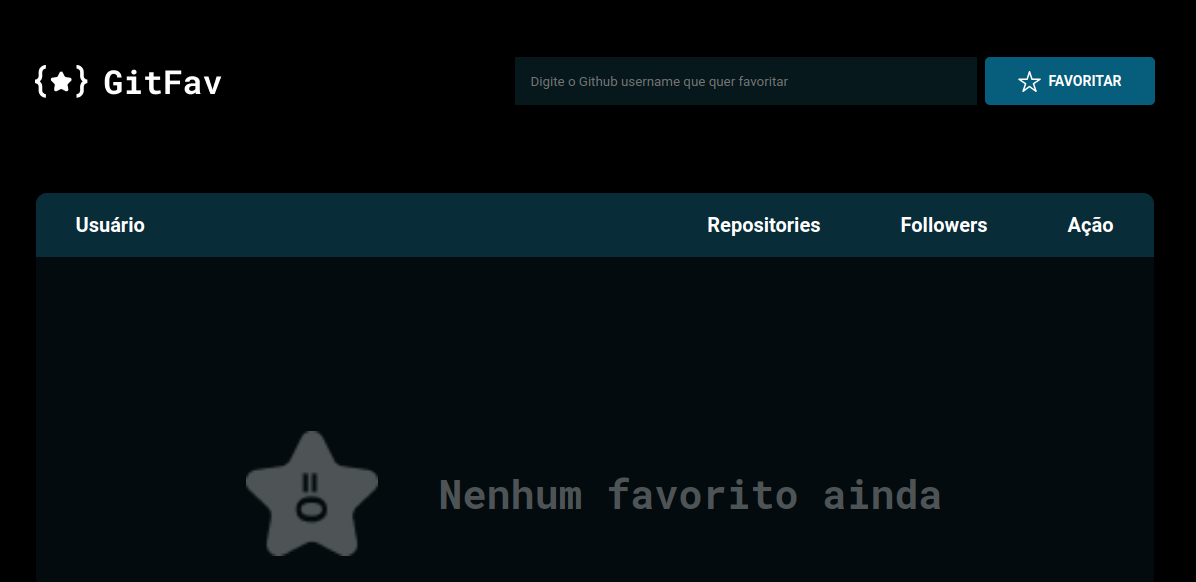 {★} GitFav
Digite o Github username que quer favoritar
FAVORITAR
Usuário Repositories Followers Ação
Nenhum favorito ainda